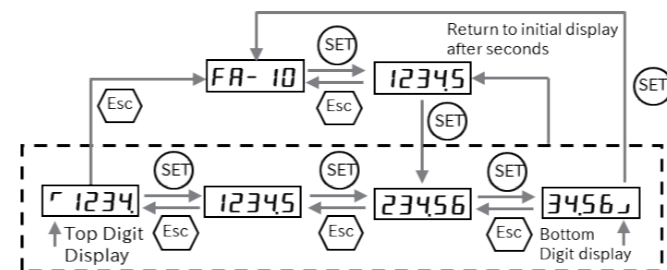 SET
Return to initial display
after seconds
FA- 10
1234.5
Esc
Esc
SET
SET
SET
SET
SET
┌ 1234.
1234.5
234.56
34.56 ┘
Top Digit
Display
Esc
Esc
Esc
Bottom
Digit display